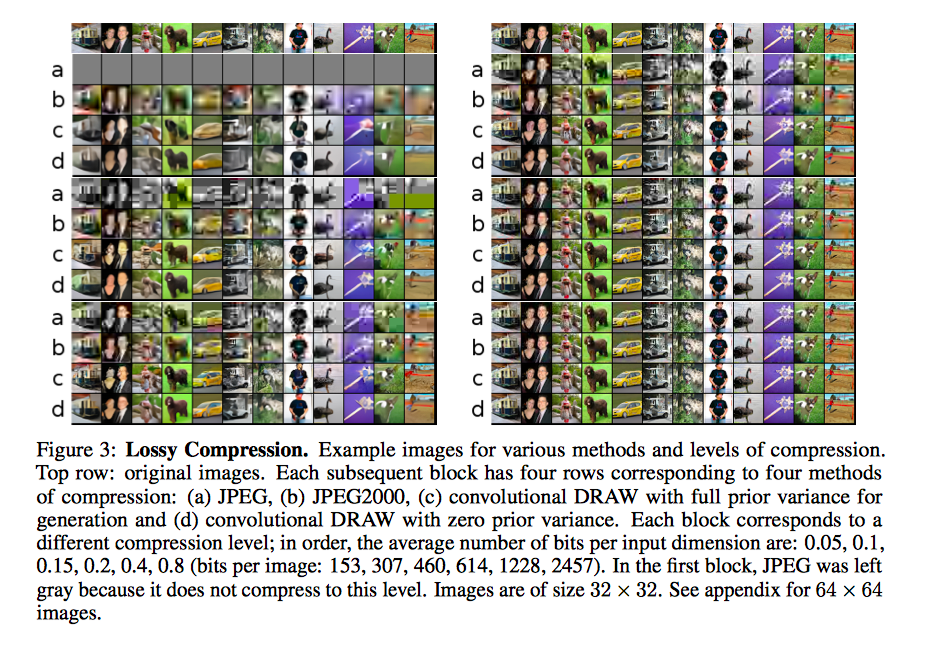 a
b
c
d
a
b
c
d
a
b
c
d
a
b
c
d
a
b
c
d
a
b
c
d
Figure 3: Lossy Compression. Example images for various methods and levels of compression.
Top row: original images. Each subsequent block has four rows corresponding to four methods
of compression: (a) JPEG, (b) JPEG2000, (c) convolutional DRAW with full prior variance for
generation and (d) convolutional DRAW with zero prior variance. Each block corresponds to a
different compression level; in order, the average number of bits per input dimension are: 0.05, 0.1,
0.15, 0.2, 0.4, 0.8 (bits per image: 153, 307, 460, 614, 1228, 2457). In the first block, JPEG was left
gray because it does not compress to this level. Images are of size 32 × 32. See appendix for 64 × 64
images.